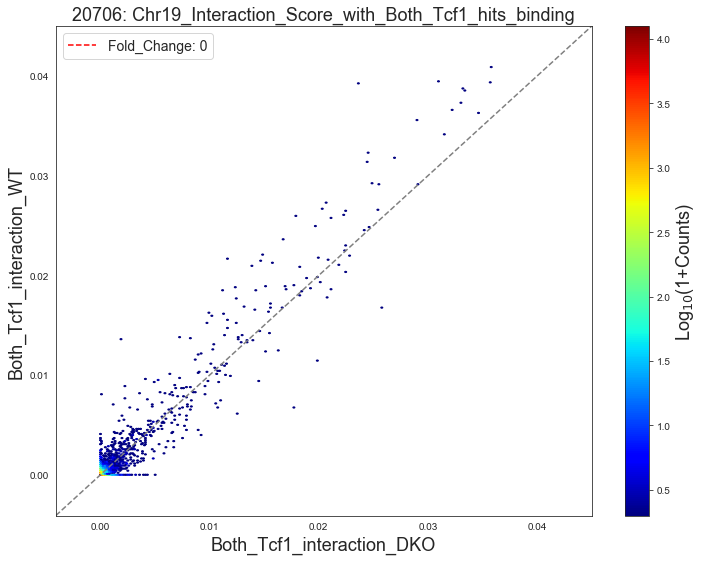 20706: Chr19_Interaction_Score_with_Both_Tcf1_hits_binding
Fold_Change: 0
Both_Tcf1_interaction_WT
0.04
0.03
0.02
0.01
0.00
0.00 0.01 0.02 0.03 0.04
Both_Tcf1_interaction_DKO
4.0
3.5
3.0
2.5
2.0
1.5
1.0
0.5
Log10(1+Counts)